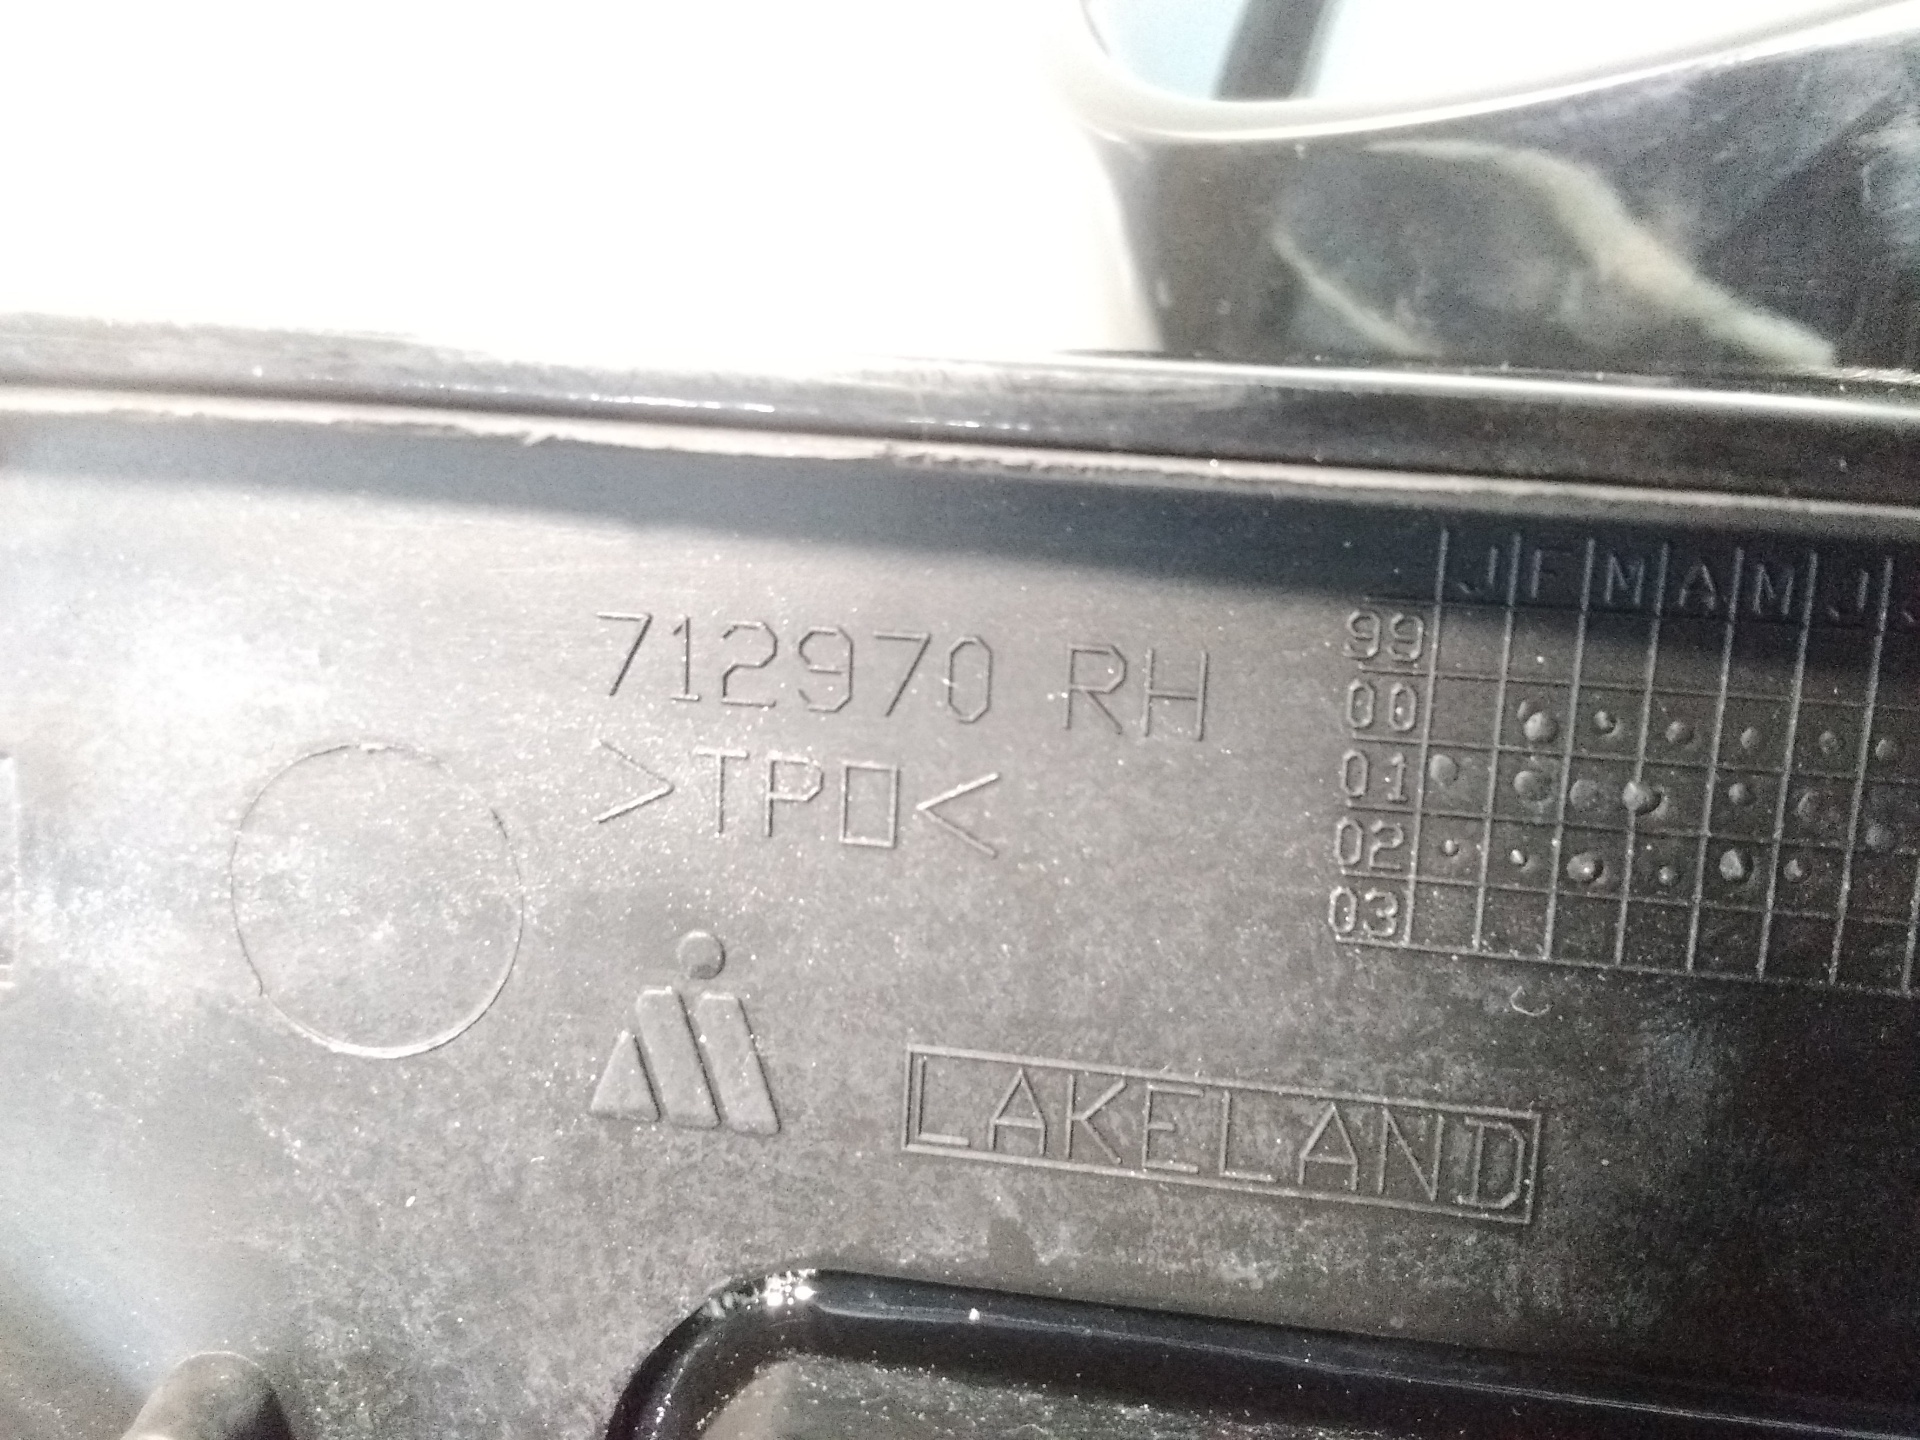 712970 RH
>TPO<
LAKELAND
J F M A M J J
99
00
01
02
03